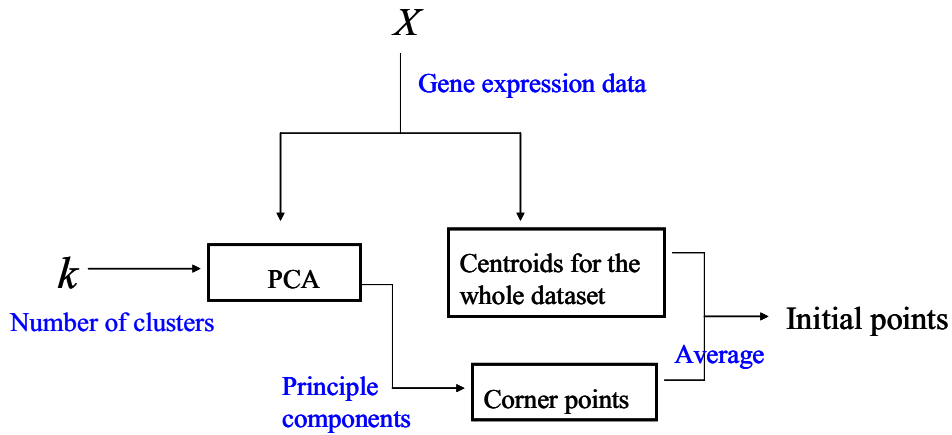 X
Gene expression data
k
PCA
Centroids for the
whole dataset
Number of clusters
Initial points
Average
Principle
components
Corner points